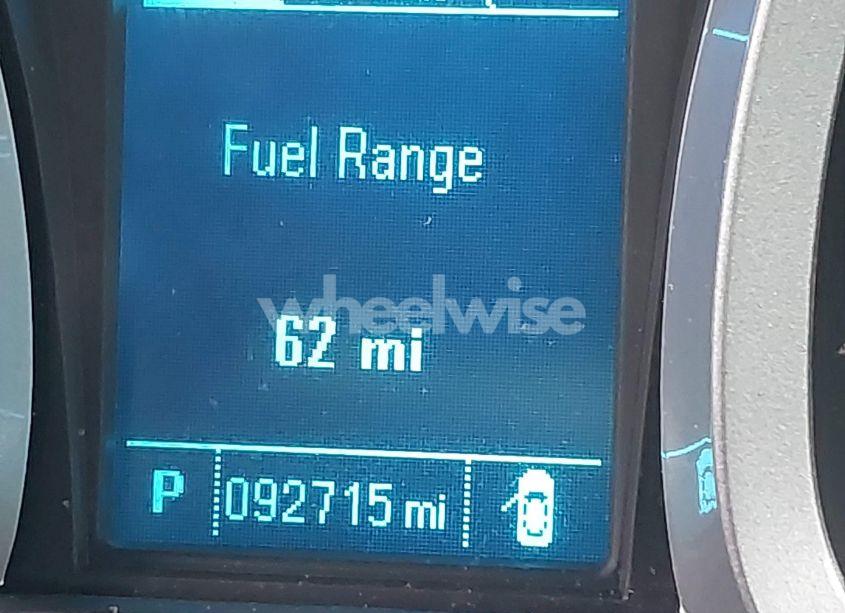 Fuel Range
wheelwise
62 mi
P 092715 mi